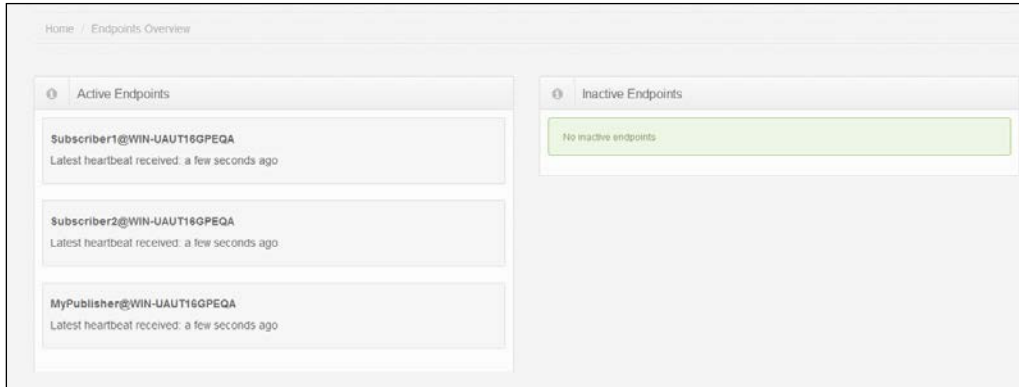 Home / Endpoints Overview
Active Endpoints
Subscriber1@WIN-UAUT16GPEQA
Latest heartbeat received: a few seconds ago
Subscriber2@WIN-UAUT16GPEQA
Latest heartbeat received: a few seconds ago
MyPublisher@WIN-UAUT16GPEQA
Latest heartbeat received: a few seconds ago
Inactive Endpoints
No inactive endpoints